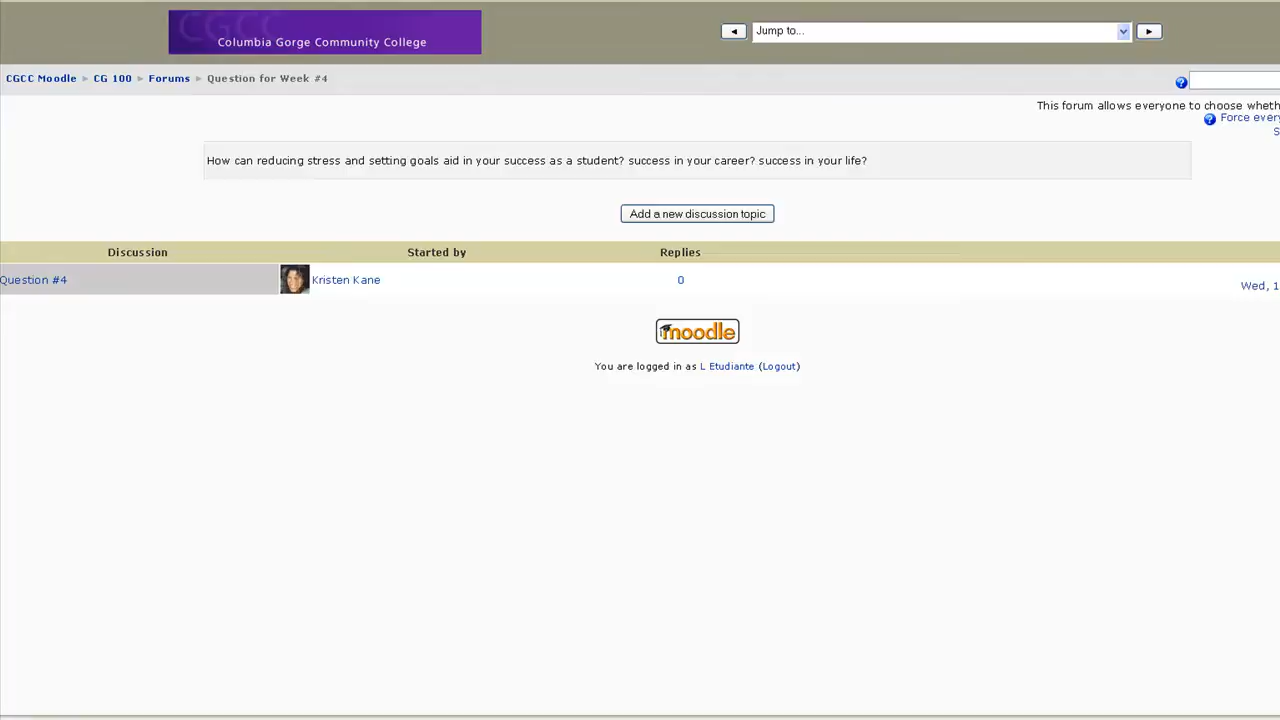 CGCC
Columbia Gorge Community College
◄ Jump to... ►
CGCC Moodle ► CG 100 ► Forums ► Question for Week #4
This forum allows everyone to choose wheth
Force every
S
How can reducing stress and setting goals aid in your success as a student? success in your career? success in your life?
Add a new discussion topic
Discussion Started by Replies
Question #4 Kristen Kane 0 Wed, 1
moodle
You are logged in as L Etudiante (Logout)